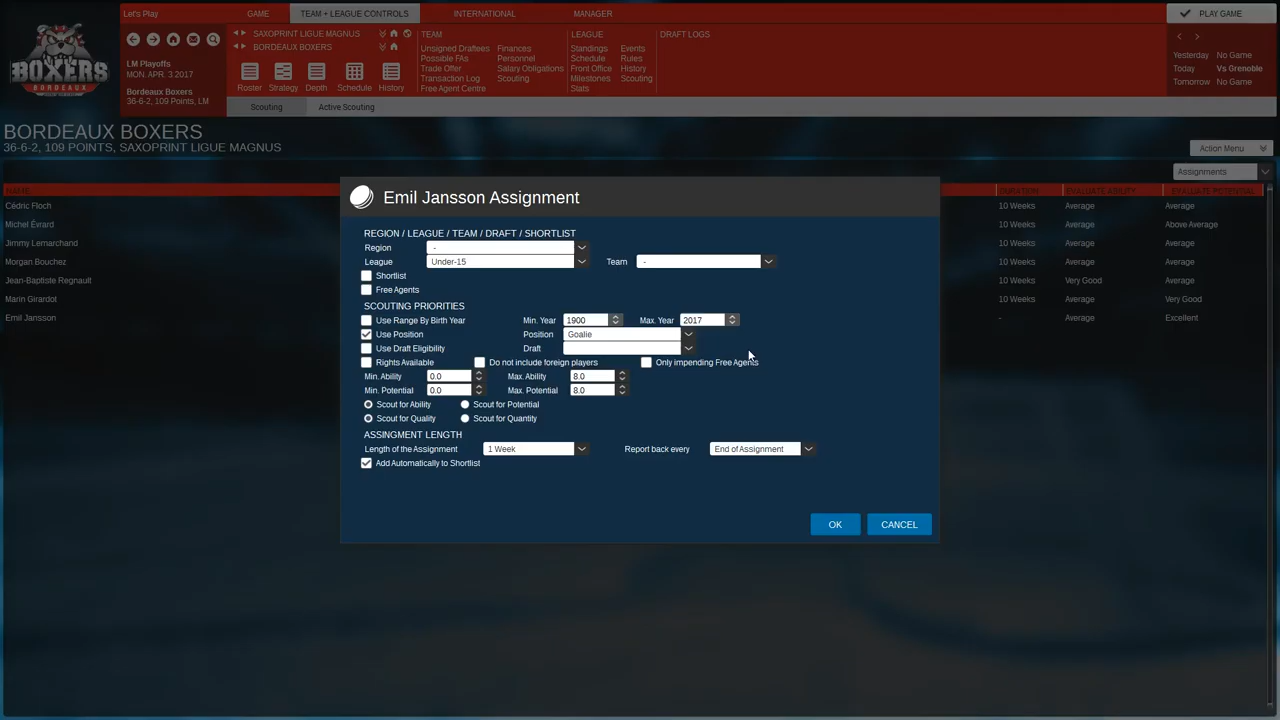 Let's Play
GAME
TEAM + LEAGUE CONTROLS
INTERNATIONAL
MANAGER
PLAY GAME
BOXERS
BORDEAUX
LM Playoffs
MON. APR. 3 2017
Bordeaux Boxers
36-6-2, 109 Points, LM
SAXOPRINT LIGUE MAGNUS
BORDEAUX BOXERS
Roster
Strategy
Depth
Schedule
History
TEAM
Unsigned Draftees
Finances
Possible FAs
Personnel
Trade Offer
Salary Obligations
Transaction Log
Scouting
Free Agent Centre
LEAGUE
Standings
Events
Schedule
Rules
Front Office
History
Milestones
Scouting
Stats
DRAFT LOGS
Yesterday No Game
Today Vs Grenoble
Tomorrow No Game
Scouting
Active Scouting
BORDEAUX BOXERS
36-6-2, 109 POINTS, SAXOPRINT LIGUE MAGNUS
Action Menu
Assignments
NAME
DURATION
EVALUATE ABILITY
EVALUATE POTENTIAL
Cédric Floch 10 Weeks Average Average
Michel Évrard 10 Weeks Average Above Average
Jimmy Lemarchand 10 Weeks Average Average
Morgan Bouchez 10 Weeks Average Average
Jean-Baptiste Regnault 10 Weeks Very Good Average
Marin Girardot 10 Weeks Average Very Good
Emil Jansson - Average Excellent
Emil Jansson Assignment
REGION / LEAGUE / TEAM / DRAFT / SHORTLIST
Region -
League Under-15 Team -
Shortlist
Free Agents
SCOUTING PRIORITIES
Use Range By Birth Year Min. Year 1900 Max. Year 2017
Use Position Position Goalie
Use Draft Eligibility Draft
Rights Available Do not include foreign players Only impending Free Agents
Min. Ability 0.0 Max. Ability 8.0
Min. Potential 0.0 Max. Potential 8.0
Scout for Ability Scout for Potential
Scout for Quality Scout for Quantity
ASSINGMENT LENGTH
Length of the Assignment 1 Week Report back every End of Assignment
Add Automatically to Shortlist
OK CANCEL